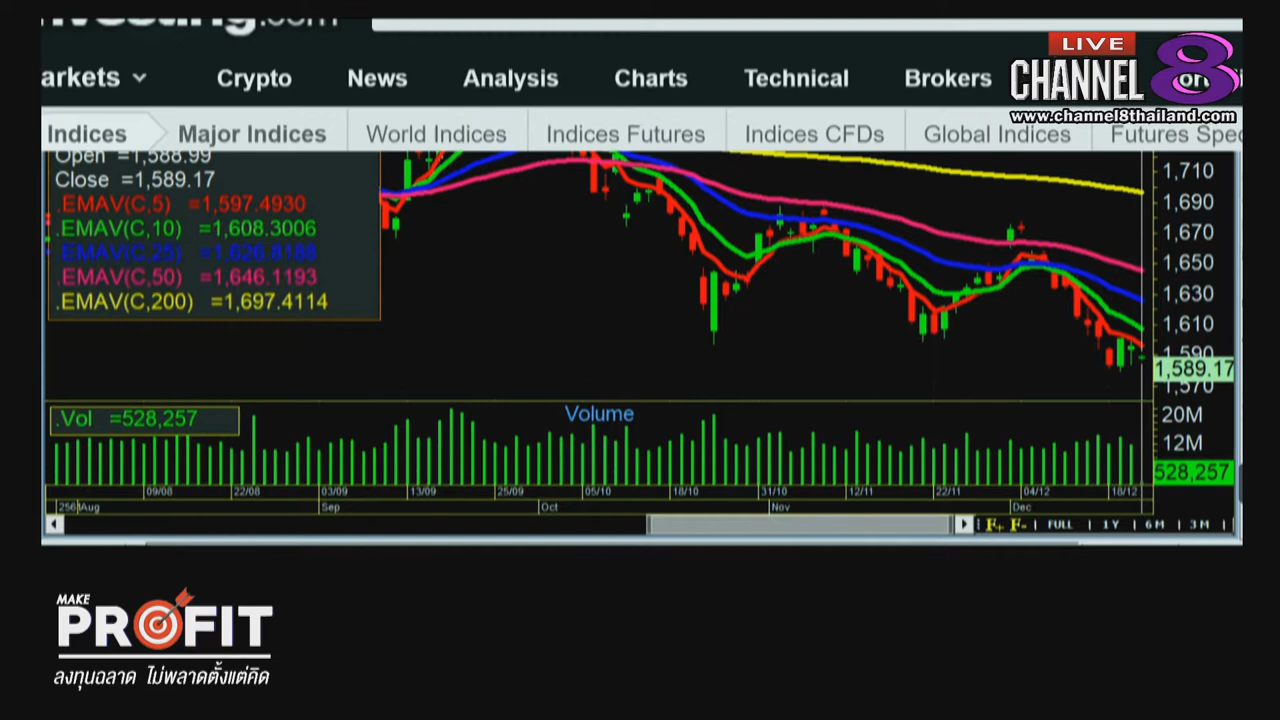 LIVE
CHANNEL 8
www.channel8thailand.com
Crypto
News
Analysis
Charts
Technical
Brokers
Indices
Major Indices
World Indices
Indices Futures
Indices CFDs
Global Indices
Open =1,588.99
Close =1,589.17
.EMAV(C,5) =1,597.4930
.EMAV(C,10) =1,608.3006
.EMAV(C,25) =1,626.8188
.EMAV(C,50) =1,646.1193
.EMAV(C,200) =1,697.4114
1,710
1,690
1,670
1,650
1,630
1,610
1,590
1,589.17
1,570
.Vol =528,257
Volume
20M
12M
528,257
09/08
22/08
03/09
13/09
25/09
05/10
18/10
31/10
12/11
22/11
04/12
18/12
Aug
Sep
Oct
Nov
Dec
F+ F- | FULL | 1Y | 6M | 3M |
MAKE
PROFIT
ลงทุนฉลาด ไม่พลาดตั้งแต่คิด